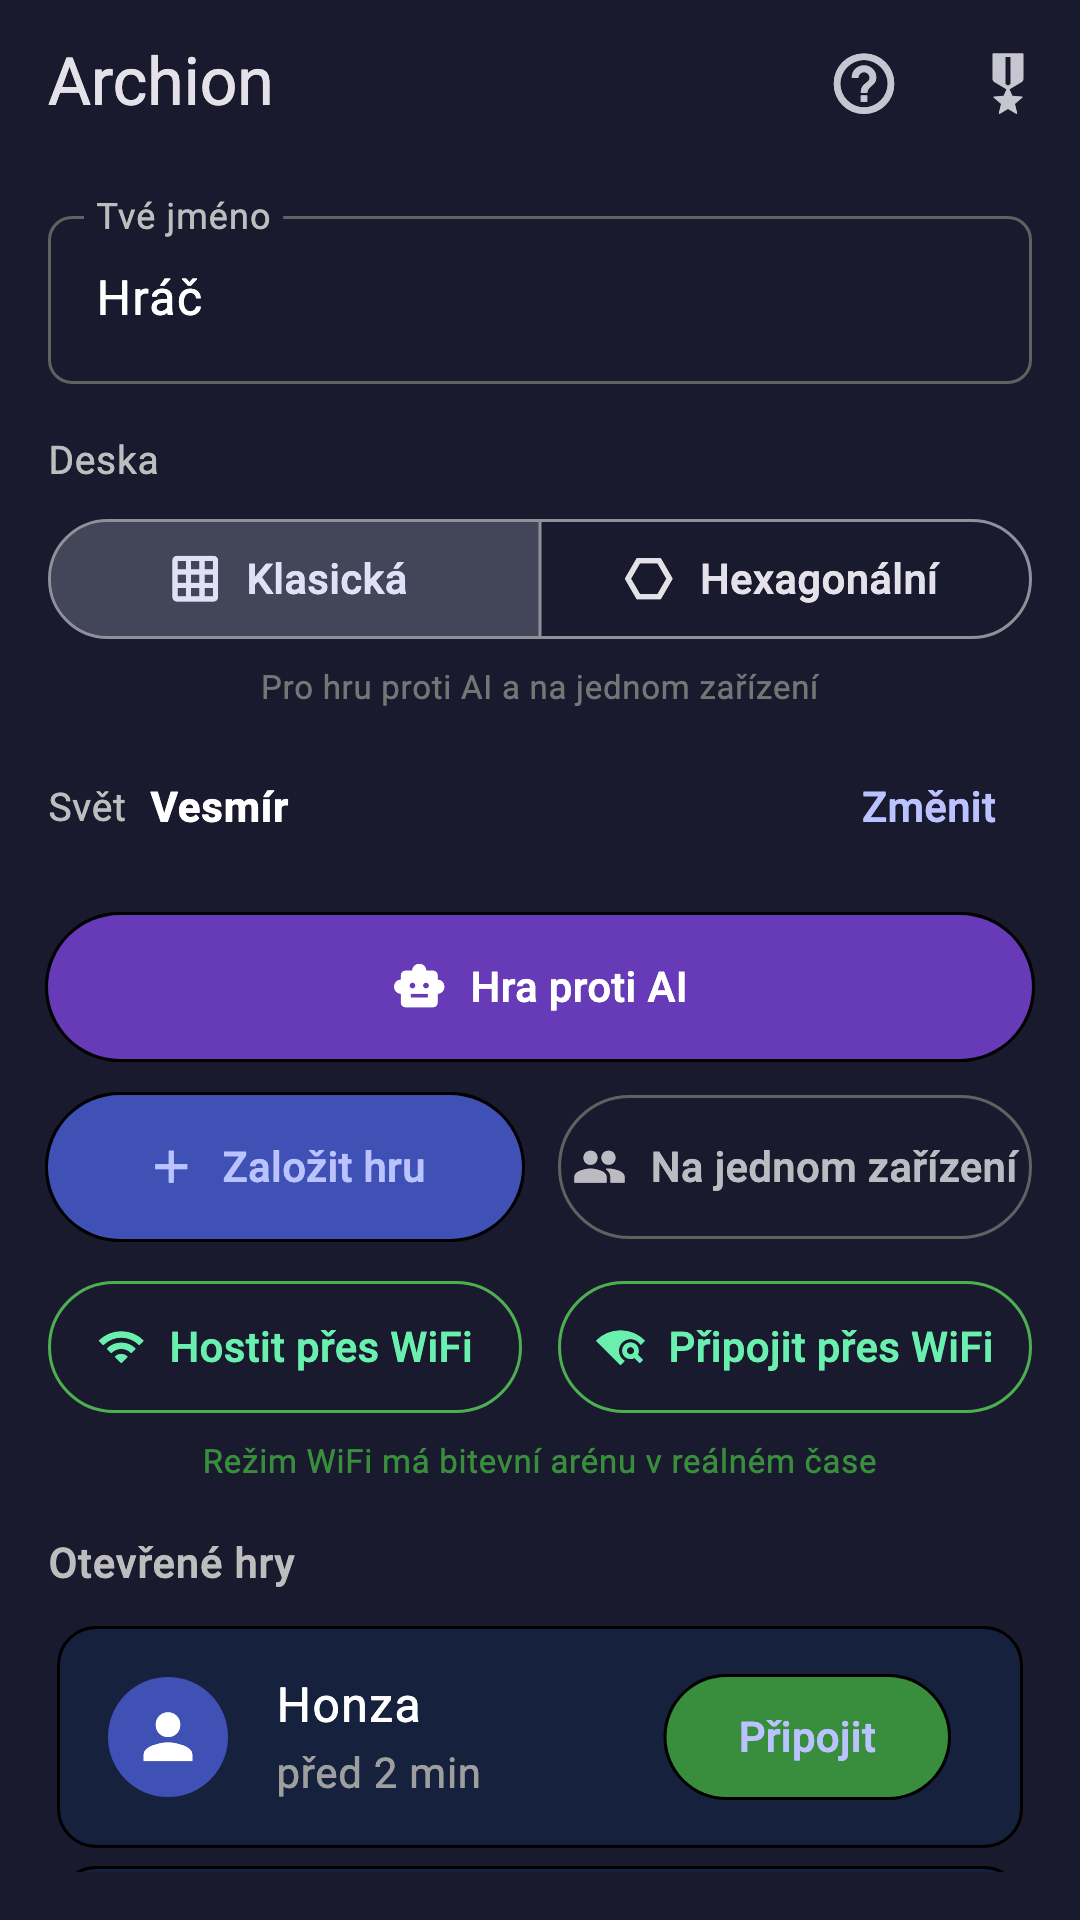 Archion
Tvé jméno
Hráč
Deska
Klasická
Hexagonální
Pro hru proti AI a na jednom zařízení
Svět Vesmír
Změnit
Hra proti AI
Založit hru
Na jednom zařízení
Hostit přes WiFi
Připojit přes WiFi
Režim WiFi má bitevní arénu v reálném čase
Otevřené hry
Honza
před 2 min
Připojit